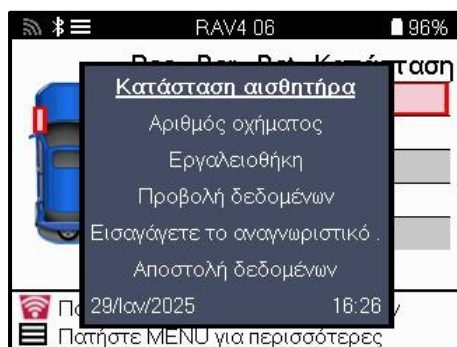 RAV4 06
96%
Κατάσταση αισθητήρα
Αριθμός οχήματος
Εργαλειοθήκη
Προβολή δεδομένων
Εισαγάγετε το αναγνωριστικό .
Αποστολή δεδομένων
29/Ιαν/2025 16:26
Πατήστε MENU για περισσότερες